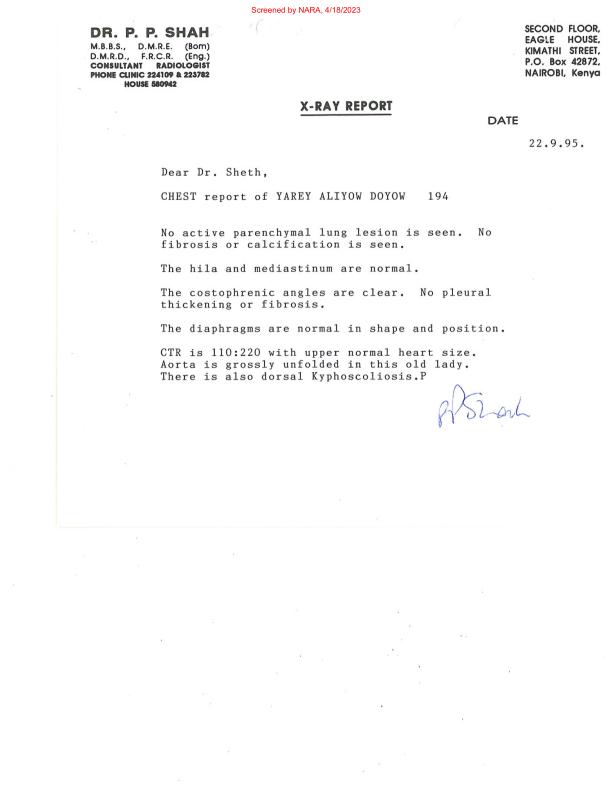 Screened by NARA, 4/18/2023
DR. P. P. SHAH
M.B.B.S., D.M.R.E. (Bom)
D.M.R.D., F.R.C.R. (Eng.)
CONSULTANT RADIOLOGIST
PHONE CLINIC 224109 & 223782
HOUSE 580942
SECOND FLOOR,
EAGLE HOUSE,
KIMATHI STREET,
P.O. Box 42872,
NAIROBI, Kenya
X-RAY REPORT
DATE
22.9.95.
Dear Dr. Sheth,
CHEST report of YAREY ALIYOW DOYOW 194
No active parenchymal lung lesion is seen. No
fibrosis or calcification is seen.
The hila and mediastinum are normal.
The costophrenic angles are clear. No pleural
thickening or fibrosis.
The diaphragms are normal in shape and position.
CTR is 110:220 with upper normal heart size.
Aorta is grossly unfolded in this old lady.
There is also dorsal Kyphoscoliosis.P
PPShah